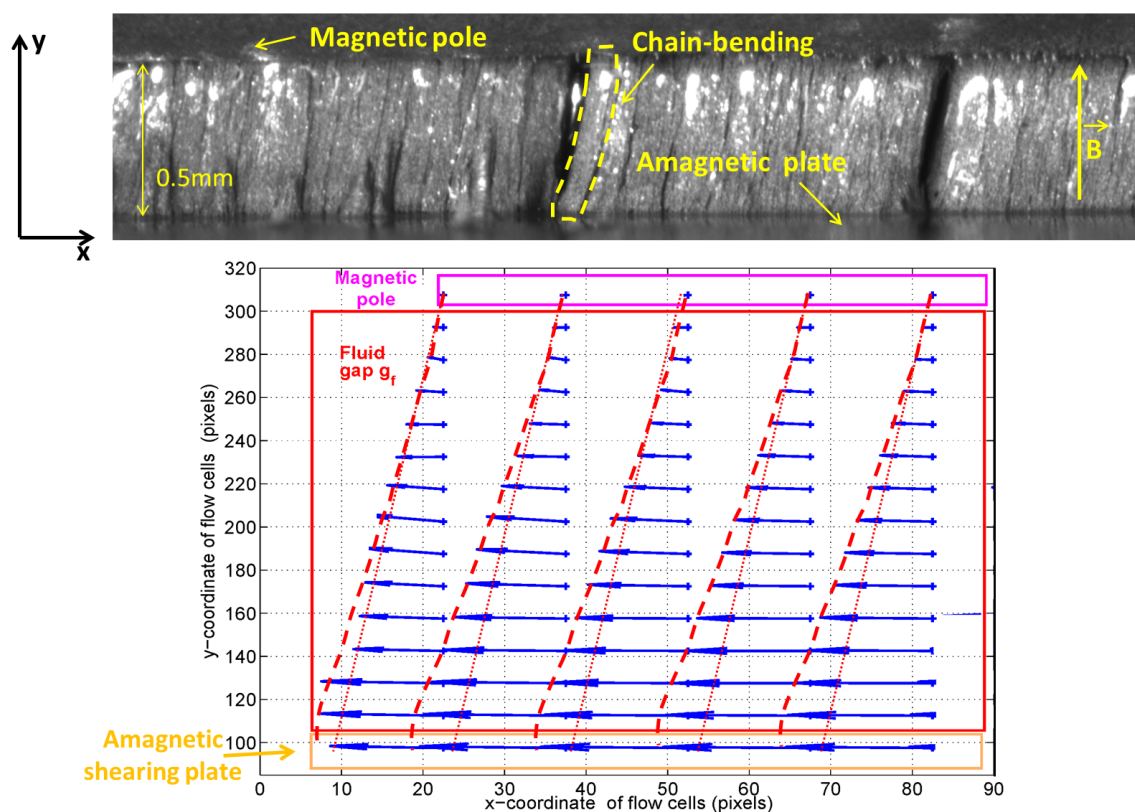 y
x
Magnetic pole
Chain-bending
0.5mm
Amagnetic plate
B
320
300
280
260
240
220
200
180
160
140
120
100
y-coordinate of flow cells (pixels)
Magnetic
pole
Fluid
gap gf
Amagnetic
shearing plate
0 10 20 30 40 50 60 70 80 90
x-coordinate of flow cells (pixels)